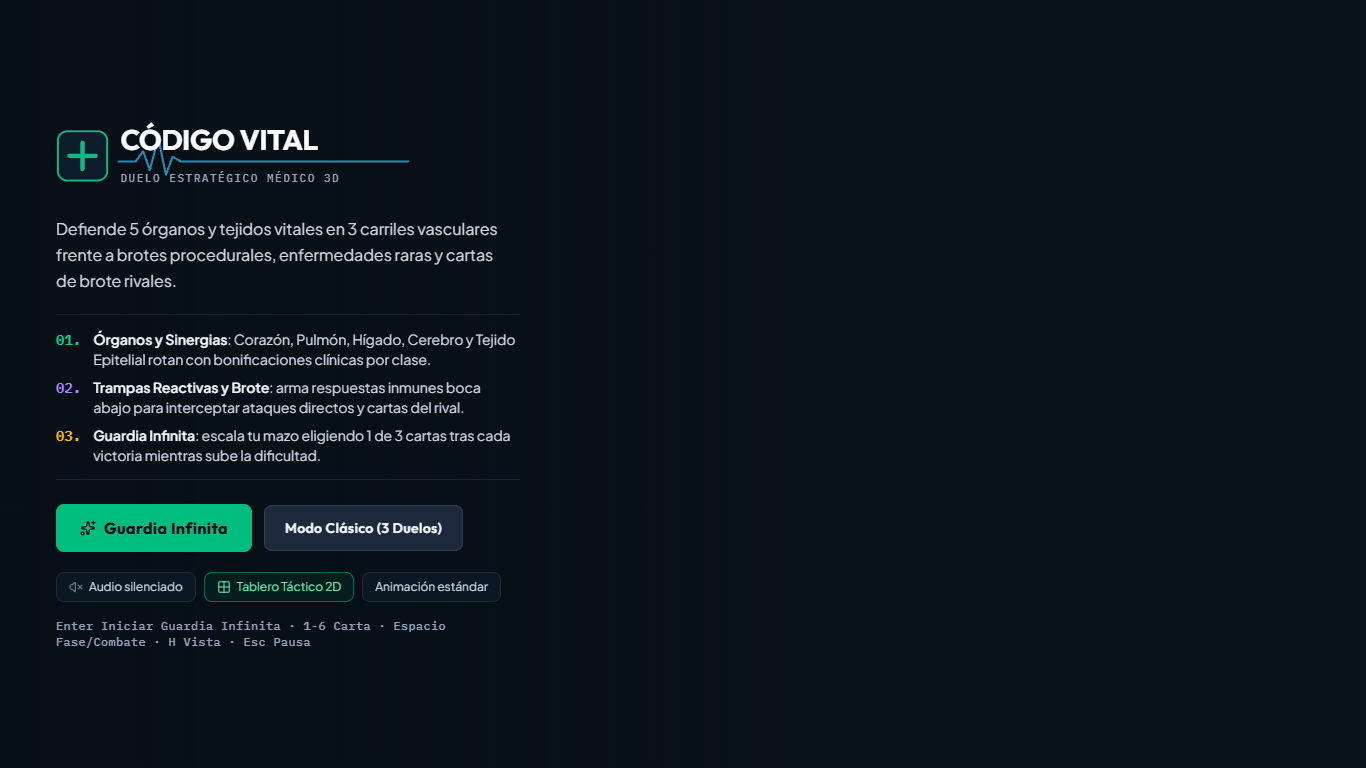 CÓDIGO VITAL
DUELO ESTRATÉGICO MÉDICO 3D
Defiende 5 órganos y tejidos vitales en 3 carriles vasculares
frente a brotes procedurales, enfermedades raras y cartas
de brote rivales.
01. Órganos y Sinergias: Corazón, Pulmón, Hígado, Cerebro y Tejido
Epitelial rotan con bonificaciones clínicas por clase.
02. Trampas Reactivas y Brote: arma respuestas inmunes boca
abajo para interceptar ataques directos y cartas del rival.
03. Guardia Infinita: escala tu mazo eligiendo 1 de 3 cartas tras cada
victoria mientras sube la dificultad.
Guardia Infinita Modo Clásico (3 Duelos)
Audio silenciado Tablero Táctico 2D Animación estándar
Enter Iniciar Guardia Infinita · 1-6 Carta · Espacio
Fase/Combate · H Vista · Esc Pausa